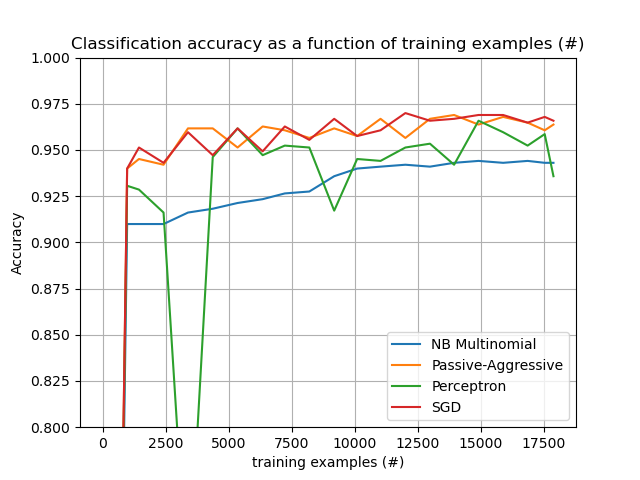 Classification accuracy as a function of training examples (#)
1.000
0.975
0.950
0.925
0.900
0.875
0.850
0.825
0.800
Accuracy
NB Multinomial
Passive-Aggressive
Perceptron
SGD
0 2500 5000 7500 10000 12500 15000 17500
training examples (#)